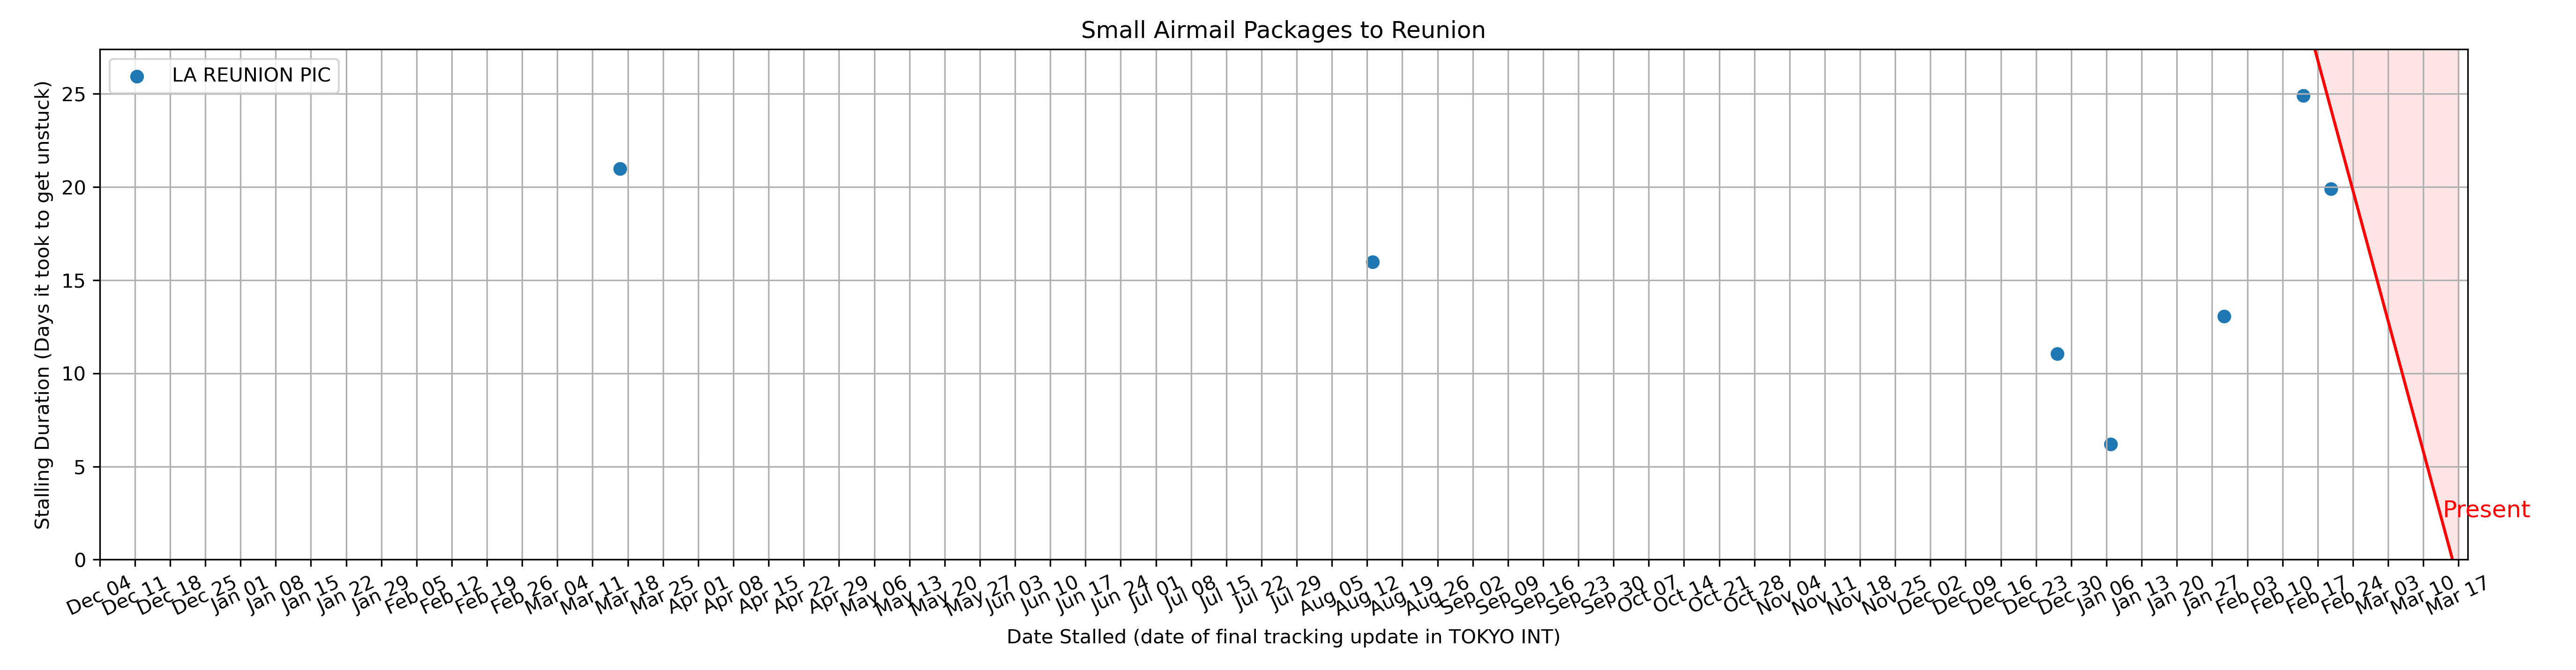 Small Airmail Packages to Reunion
LA REUNION PIC
Stalling Duration (Days it took to get unstuck)
25
20
15
10
5
0
Present
Dec 04
Dec 11
Dec 18
Dec 25
Jan 01
Jan 08
Jan 15
Jan 22
Jan 29
Feb 05
Feb 12
Feb 19
Feb 26
Mar 04
Mar 11
Mar 18
Mar 25
Apr 01
Apr 08
Apr 15
Apr 22
Apr 29
May 06
May 13
May 20
May 27
Jun 03
Jun 10
Jun 17
Jun 24
Jul 01
Jul 08
Jul 15
Jul 22
Jul 29
Aug 05
Aug 12
Aug 19
Aug 26
Sep 02
Sep 09
Sep 16
Sep 23
Sep 30
Oct 07
Oct 14
Oct 21
Oct 28
Nov 04
Nov 11
Nov 18
Nov 25
Dec 02
Dec 09
Dec 16
Dec 23
Dec 30
Jan 06
Jan 13
Jan 20
Jan 27
Feb 03
Feb 10
Feb 17
Feb 24
Mar 03
Mar 10
Mar 17
Date Stalled (date of final tracking update in TOKYO INT)